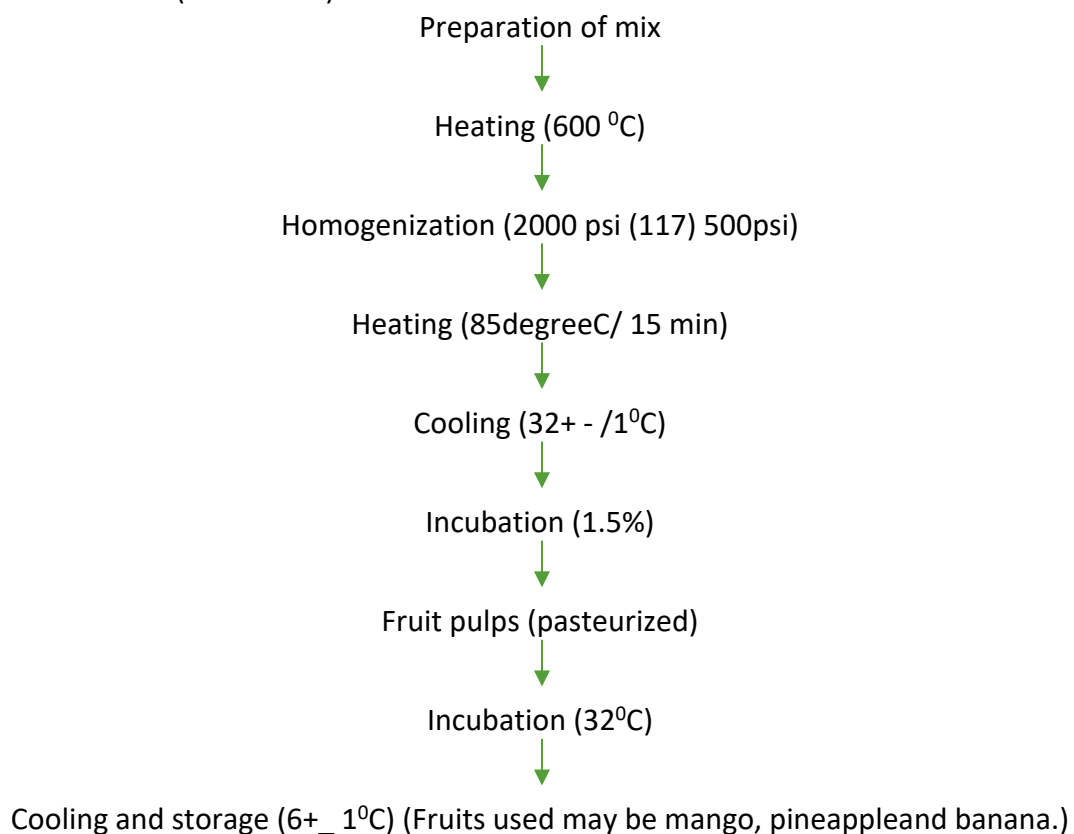 Preparation of mix
Heating (600 ⁰C)
Homogenization (2000 psi (117) 500psi)
Heating (85degreeC/ 15 min)
Cooling (32+ - /1⁰C)
Incubation (1.5%)
Fruit pulps (pasteurized)
Incubation (32⁰C)
Cooling and storage (6+_ 1⁰C) (Fruits used may be mango, pineappleand banana.)